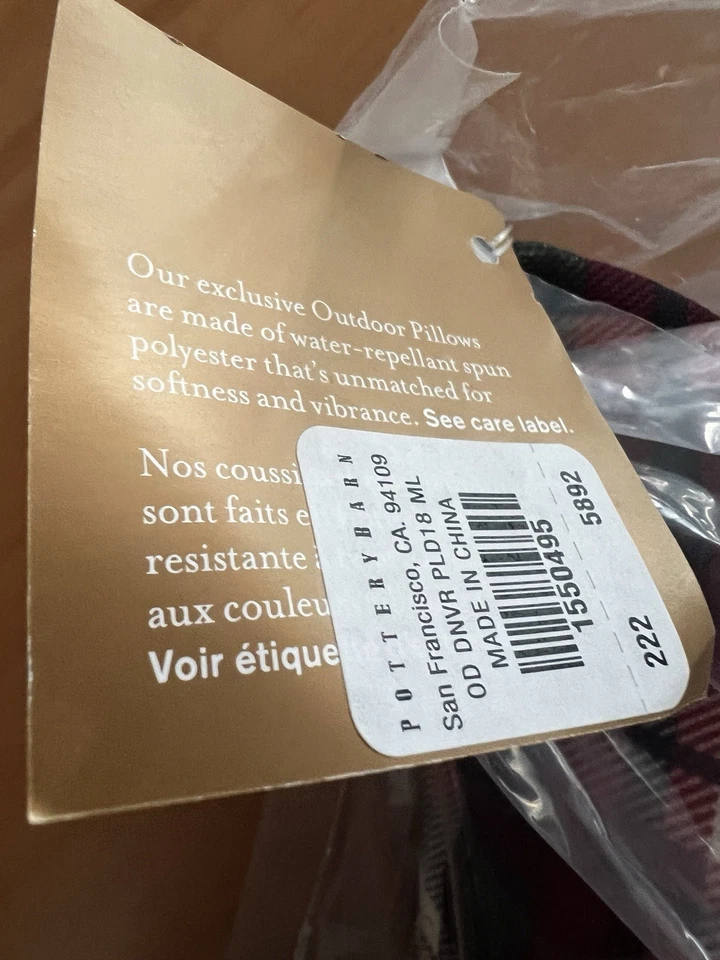 Our exclusive Outdoor Pillows
are made of water-repellant spun
polyester that's unmatched for
softness and vibrance. See care label.
Nos coussi
sont faits e
resistante
aux couleu
Voir étique
POTTERY BARN
San Francisco, CA. 94109
OD DNVR PLD18 ML
MADE IN CHINA
1550495
5892
222